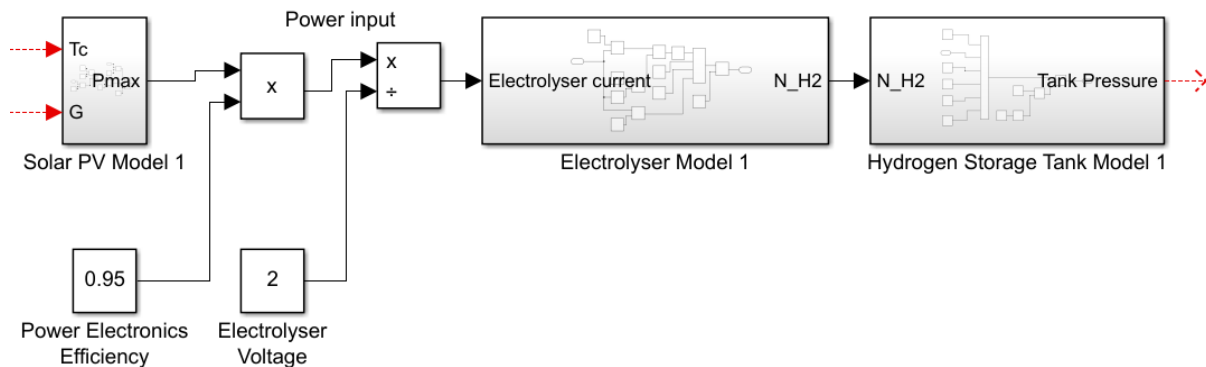 Power input
Tc
Pmax
G
Solar PV Model 1
x
x
÷
Electrolyser current
N_H2
Electrolyser Model 1
N_H2
Tank Pressure
Hydrogen Storage Tank Model 1
0.95
Power Electronics
Efficiency
2
Electrolyser
Voltage